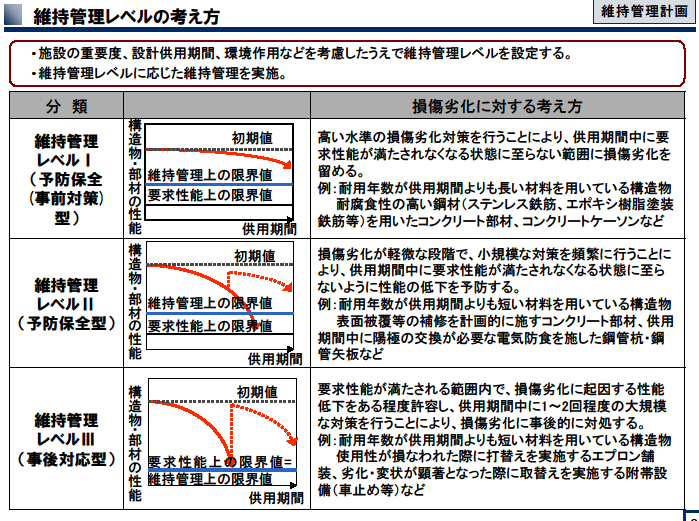 維持管理レベルの考え方
維持管理計画
・施設の重要度、設計供用期間、環境作用などを考慮したうえで維持管理レベルを設定する。
・維持管理レベルに応じた維持管理を実施。
分 類
損傷劣化に対する考え方
維持管理
レベルⅠ
（予防保全
(事前対策)
型）
構造物・部材の性能
初期値
維持管理上の限界値
要求性能上の限界値
供用期間
高い水準の損傷劣化対策を行うことにより、供用期間中に要
求性能が満たされなくなる状態に至らない範囲に損傷劣化を
留める。
例：耐用年数が供用期間よりも長い材料を用いている構造物
耐腐食性の高い鋼材（ステンレス鉄筋、エポキシ樹脂塗装
鉄筋等）を用いたコンクリート部材、コンクリートケーソンなど
維持管理
レベルⅡ
（予防保全型）
構造物・部材の性能
初期値
維持管理上の限界値
要求性能上の限界値
供用期間
損傷劣化が軽微な段階で、小規模な対策を頻繁に行うことに
より、供用期間中に要求性能が満たされなくなる状態に至ら
ないように性能の低下を予防する。
例：耐用年数が供用期間よりも短い材料を用いている構造物
表面被覆等の補修を計画的に施すコンクリート部材、供用
期間中に陽極の交換が必要な電気防食を施した鋼管杭・鋼
管矢板など
維持管理
レベルⅢ
（事後対応型）
構造物・部材の性能
初期値
要求性能上の限界値＝
維持管理上の限界値
供用期間
要求性能が満たされる範囲内で、損傷劣化に起因する性能
低下をある程度許容し、供用期間中に1～2回程度の大規模
な対策を行うことにより、損傷劣化に事後的に対処する。
例：耐用年数が供用期間よりも短い材料を用いている構造物
使用性が損なわれた際に打替えを実施するエプロン舗
装、劣化・変状が顕著となった際に取替えを実施する附帯設
備（車止め等）など